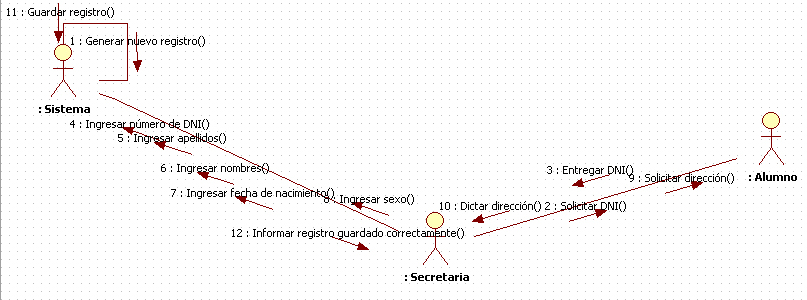 11 : Guardar registro()
1 : Generar nuevo registro()
: Sistema
4 : Ingresar número de DNI()
5 : Ingresar apellidos()
6 : Ingresar nombres()
3 : Entregar DNI()
9 : Solicitar dirección()
: Alumno
7 : Ingresar fecha de nacimiento()
8 : Ingresar sexo()
10 : Dictar dirección()
2 : Solicitar DNI()
12 : Informar registro guardado correctamente()
: Secretaria